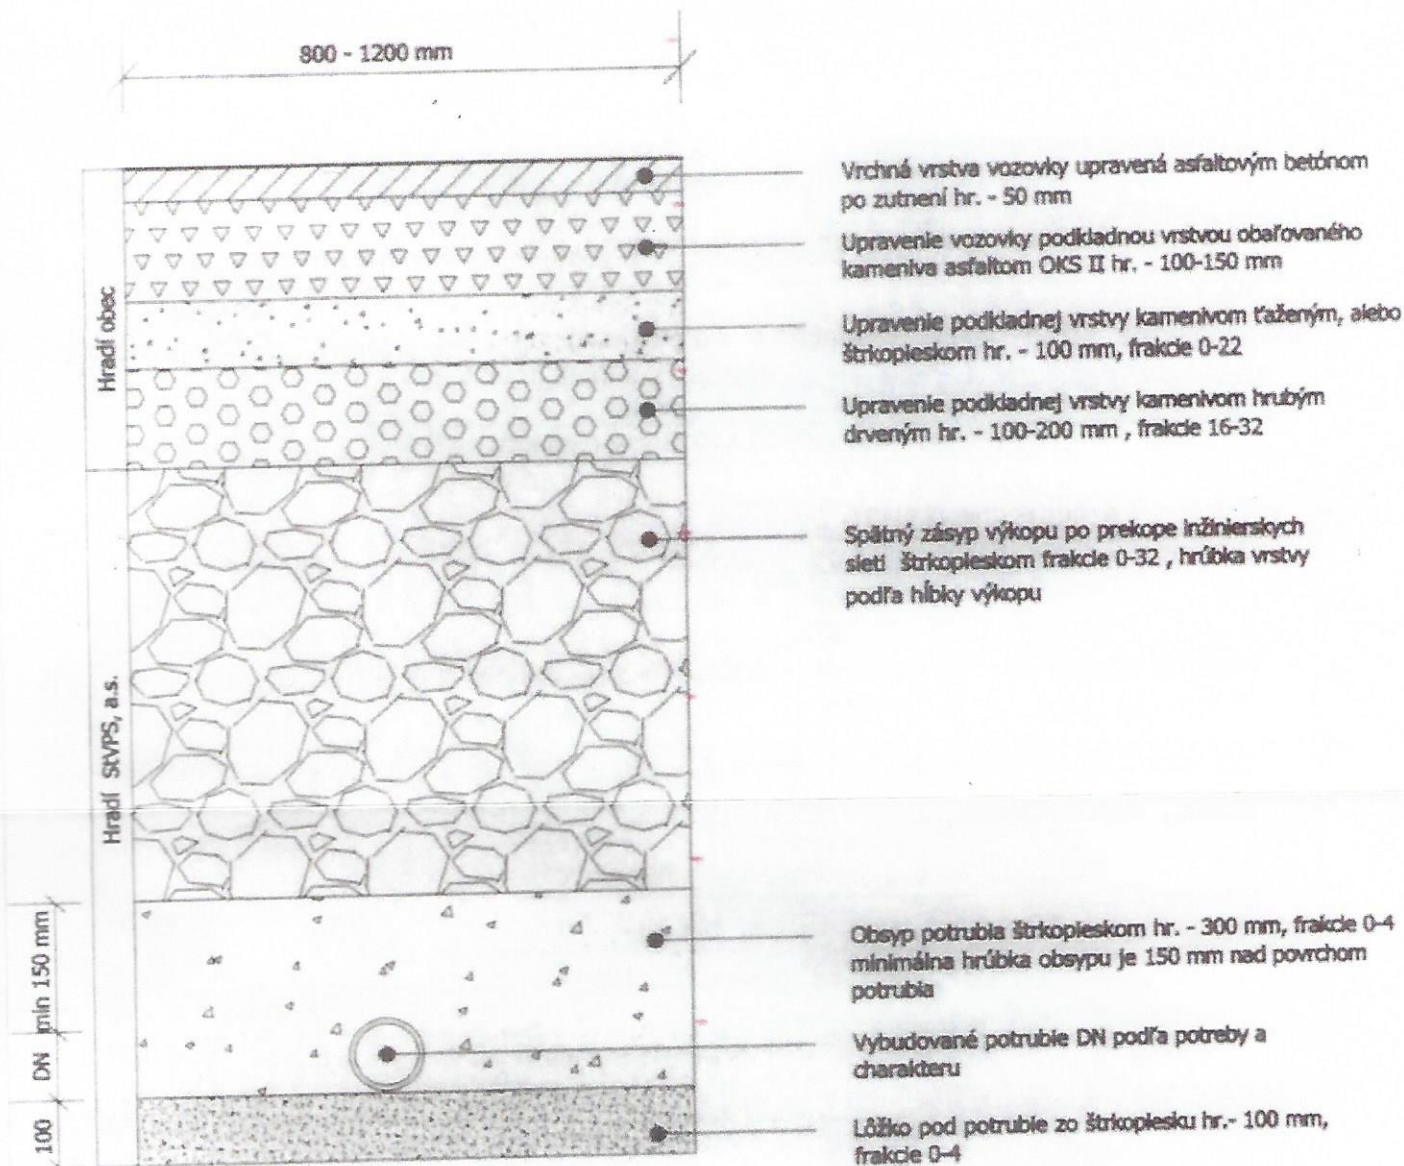 800 - 1200 mm
Vrchná vrstva vozovky upravená asfaltovým betónom
po zutnení hr. - 50 mm
Upravenie vozovky podkladnou vrstvou obaľovaného
kameniva asfaltom OKS II hr. - 100-150 mm
Upravenie podkladnej vrstvy kamenivom ťaženým, alebo
štrkopieskom hr. - 100 mm, frakcie 0-22
Upravenie podkladnej vrstvy kamenivom hrubým
drveným hr. - 100-200 mm , frakcie 16-32
Hradí obec
Spätný zásyp výkopu po prekope inžinierskych
sietí štrkopieskom frakcie 0-32 , hrúbka vrstvy
podľa hĺbky výkopu
Hradí StVPS, a.s.
Obsyp potrubia štrkopieskom hr. - 300 mm, frakcie 0-4
minimálna hrúbka obsypu je 150 mm nad povrchom
potrubia
min 150 mm
Vybudované potrubie DN podľa potreby a
charakteru
DN
Lôžko pod potrubie zo štrkopiesku hr.- 100 mm,
frakcie 0-4
100